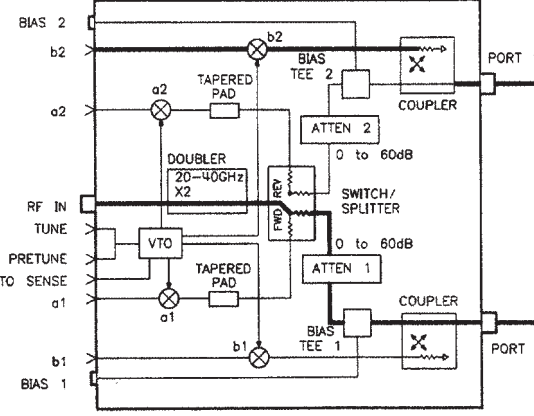 BIAS 2
b2
b2
BIAS
TEE 2
PORT
TAPERED
PAD
a2
a2
COUPLER
ATTEN 2
0 to 60dB
DOUBLER
20-40GHz
X2
REV
FWD
SWITCH/
SPLITTER
RF IN
TUNE
VTO
0 to 60dB
PRETUNE
TO SENSE
TAPERED
PAD
ATTEN 1
a1
a1
COUPLER
BIAS
TEE 1
PORT
b1
b1
BIAS 1